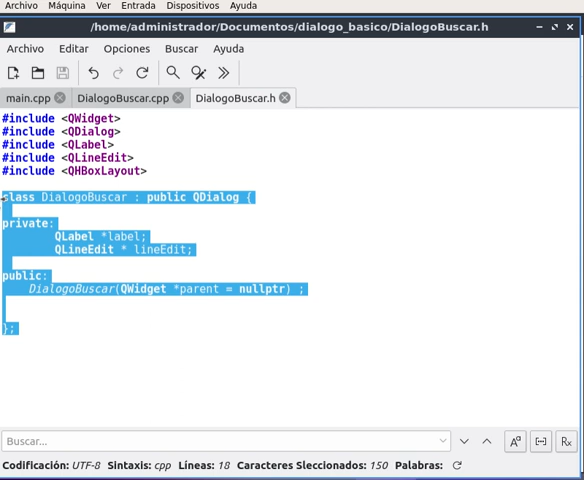 Archivo Máquina Ver Entrada Dispositivos Ayuda
/home/administrador/Documentos/dialogo_basico/DialogoBuscar.h
Archivo Editar Opciones Buscar Ayuda
main.cpp DialogoBuscar.cpp DialogoBuscar.h
#include <QWidget>
#include <QDialog>
#include <QLabel>
#include <QLineEdit>
#include <QHBoxLayout>
class DialogoBuscar : public QDialog {
private:
QLabel *label;
QLineEdit * lineEdit;
public:
DialogoBuscar(QWidget *parent = nullptr) ;
};
Buscar...
Codificación: UTF-8 Sintaxis: cpp Líneas: 18 Caracteres Seleccionados: 150 Palabras: